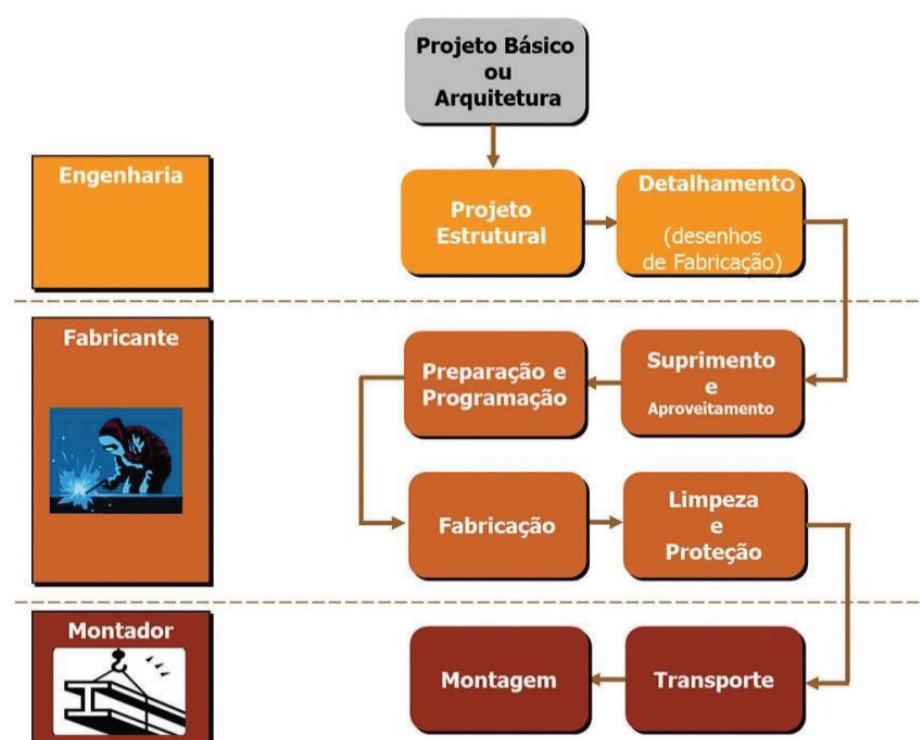 Projeto Básico
ou
Arquitetura
Engenharia
Projeto
Estrutural
Detalhamento
(desenhos
de Fabricação)
Fabricante
Preparação e
Programação
Suprimento
e
Aproveitamento
Fabricação
Limpeza
e
Proteção
Montador
Montagem
Transporte